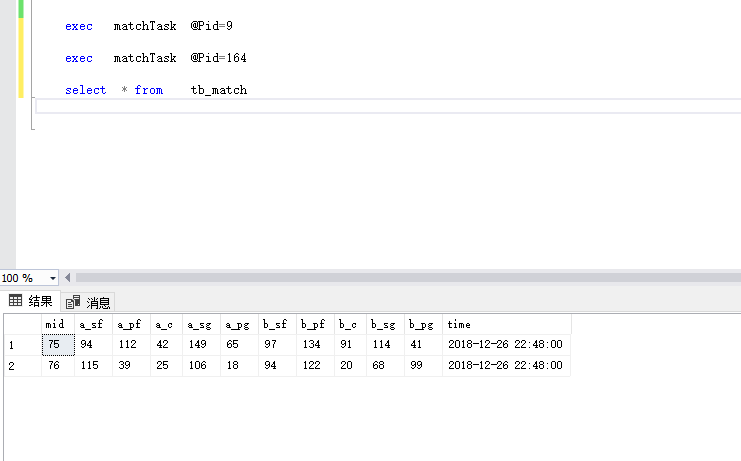 exec matchTask @Pid=9
exec matchTask @Pid=164
select * from tb_match
100 %
结果 消息
mid a_sf a_pf a_c a_sg a_pg b_sf b_pf b_c b_sg b_pg time
1 75 94 112 42 149 65 97 134 91 114 41 2018-12-26 22:48:00
2 76 115 39 25 106 18 94 122 20 68 99 2018-12-26 22:48:00